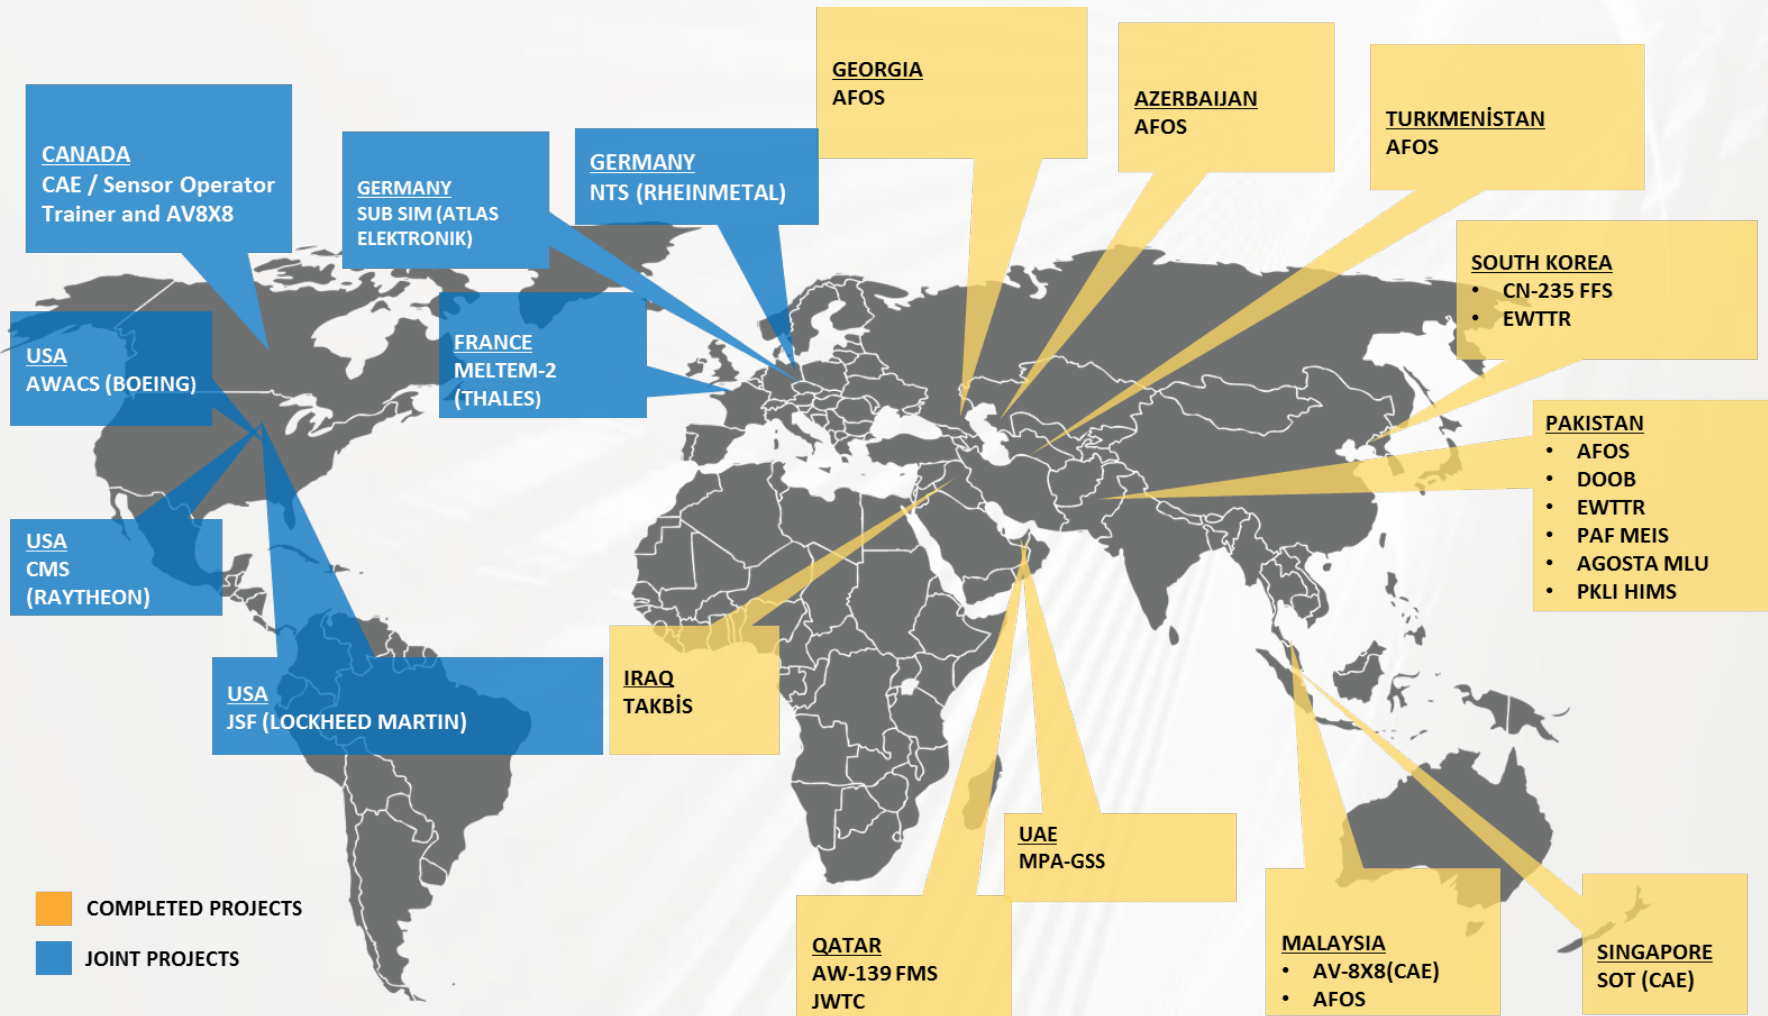 GEORGIA
AFOS
AZERBAIJAN
AFOS
TURKMENİSTAN
AFOS
CANADA
CAE / Sensor Operator
Trainer and AV8X8
GERMANY
SUB SIM (ATLAS
ELEKTRONIK)
GERMANY
NTS (RHEINMETAL)
SOUTH KOREA
• CN-235 FFS
• EWTTR
USA
AWACS (BOEING)
FRANCE
MELTEM-2
(THALES)
PAKISTAN
• AFOS
• DOOB
• EWTTR
• PAF MEIS
• AGOSTA MLU
• PKLI HIMS
USA
CMS
(RAYTHEON)
USA
JSF (LOCKHEED MARTIN)
IRAQ
TAKBİS
UAE
MPA-GSS
QATAR
AW-139 FMS
JWTC
MALAYSIA
• AV-8X8(CAE)
• AFOS
SINGAPORE
SOT (CAE)
COMPLETED PROJECTS
JOINT PROJECTS